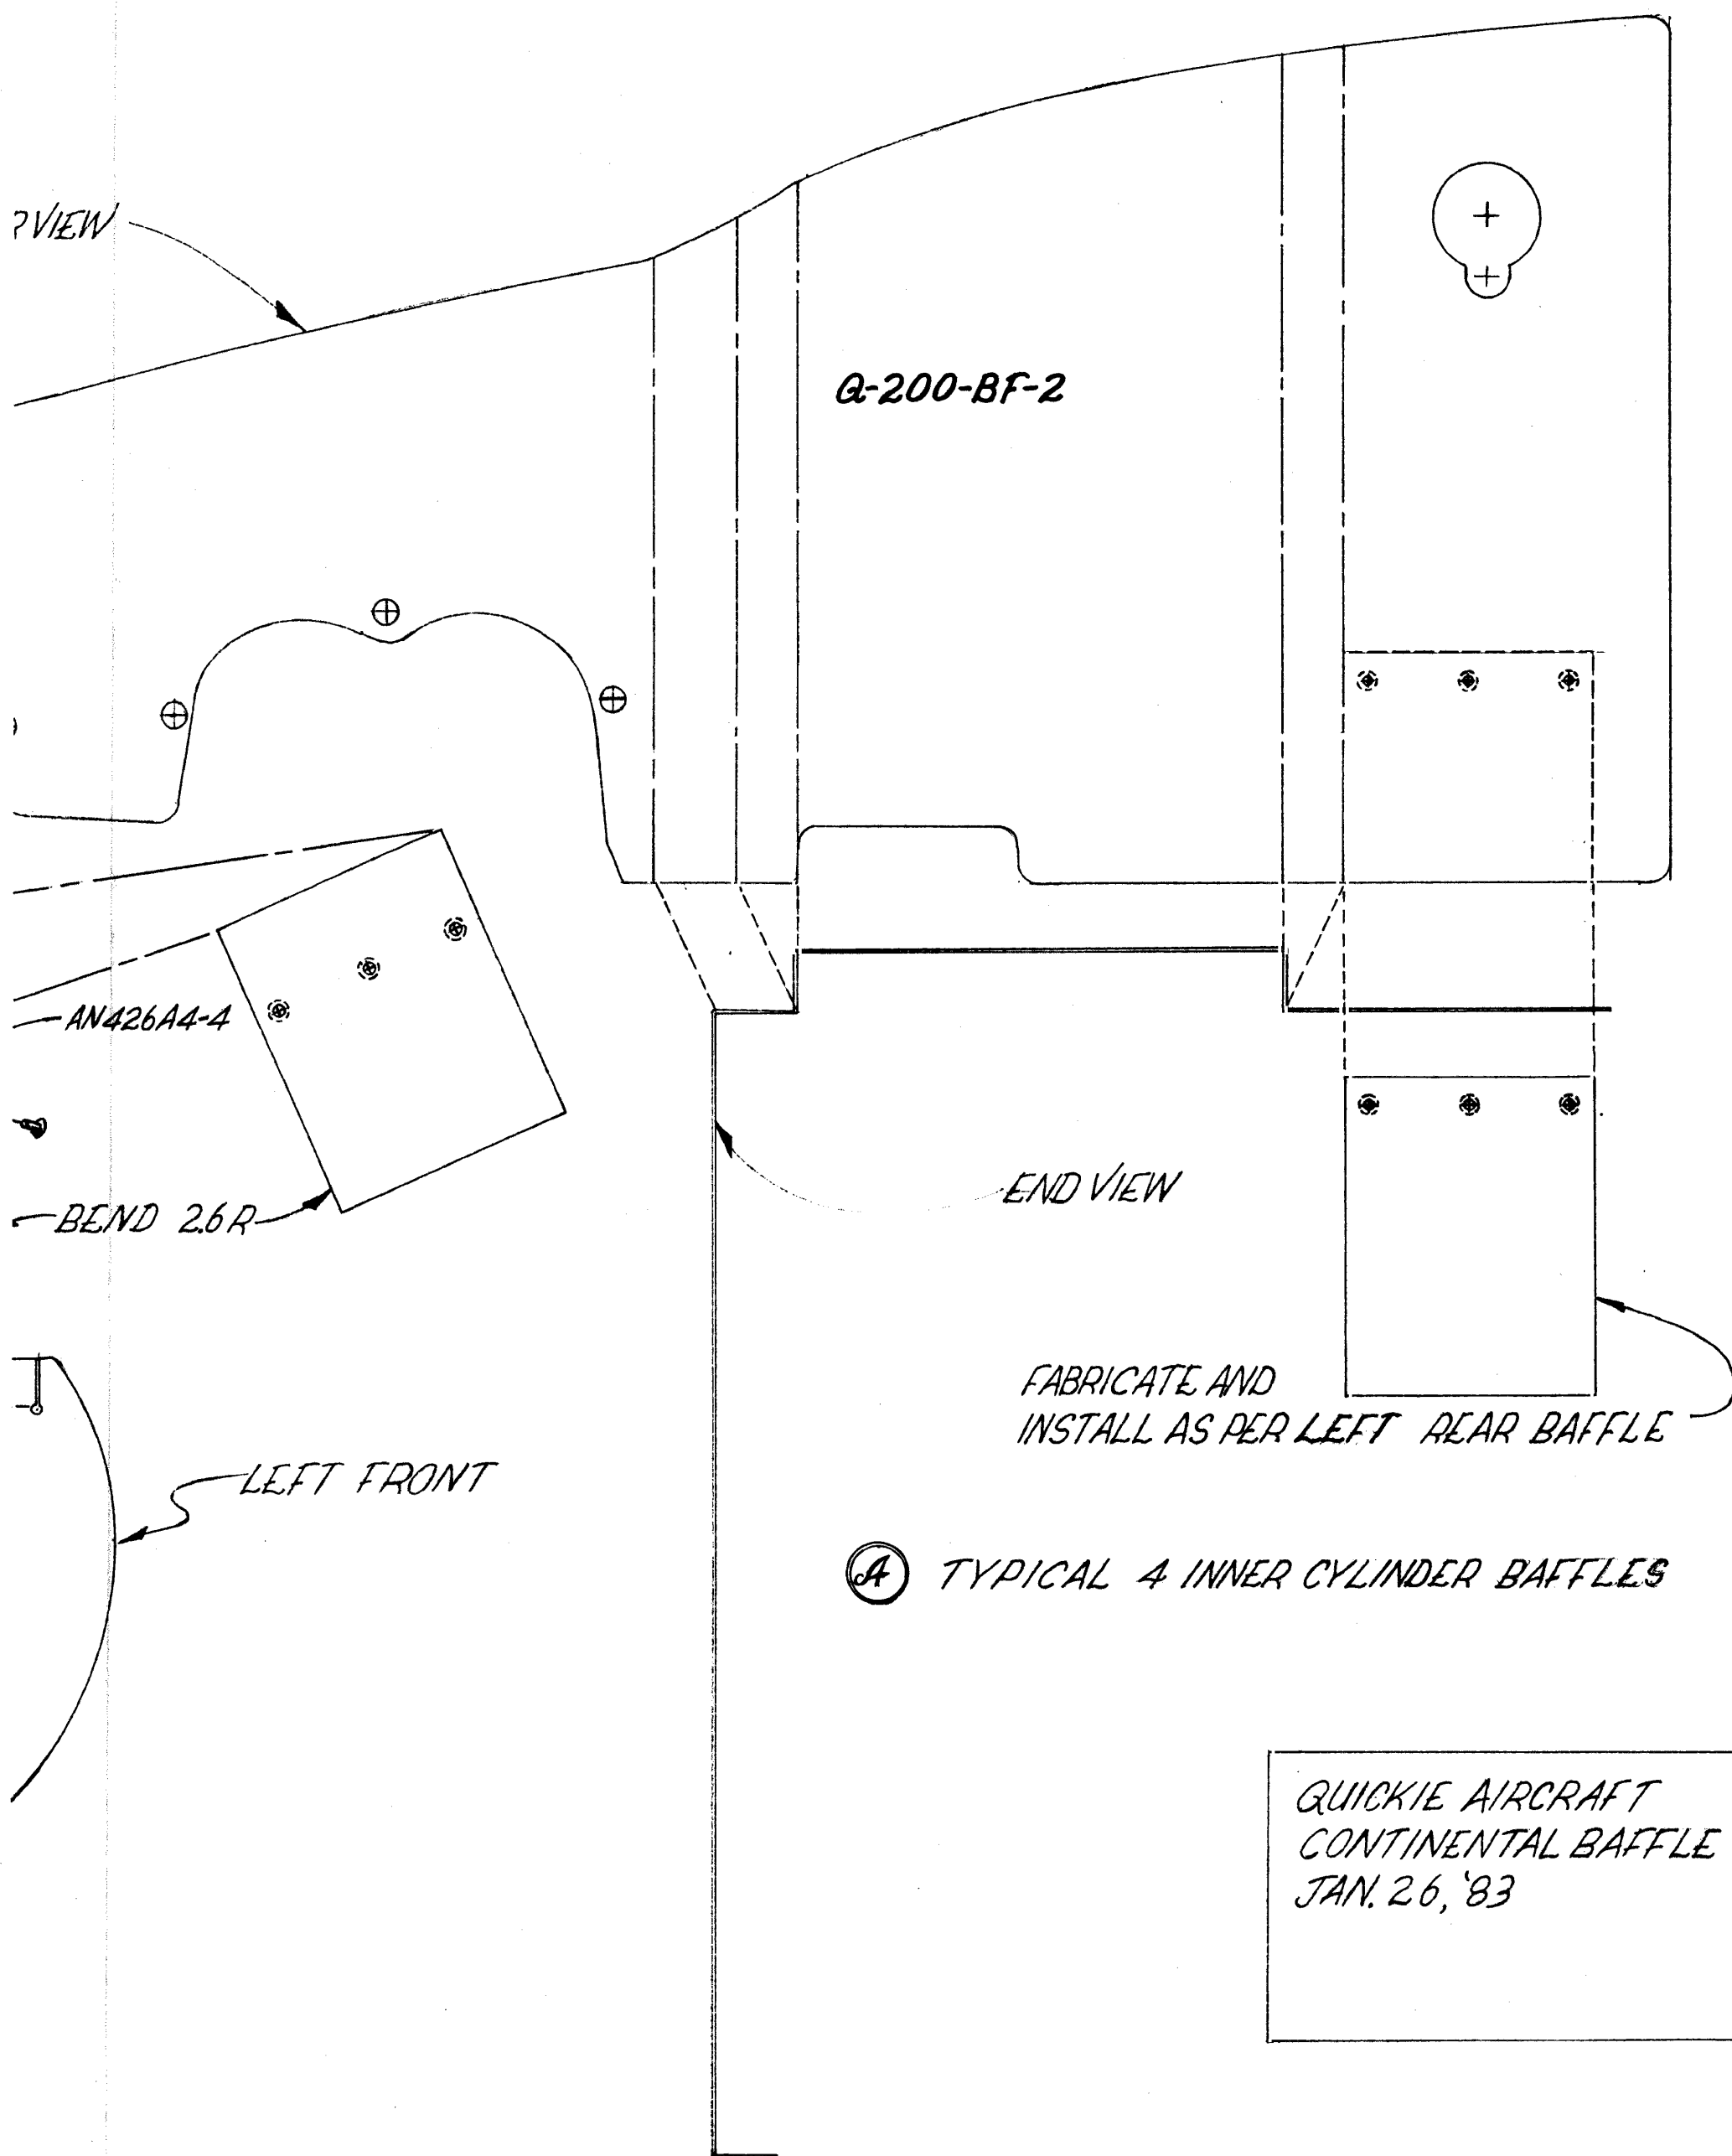 VIEW
Q-200-BF-2
AN426A4-4
BEND 2.6R
END VIEW
FABRICATE AND
INSTALL AS PER LEFT REAR BAFFLE
LEFT FRONT
A TYPICAL 4 INNER CYLINDER BAFFLES
QUICKIE AIRCRAFT
CONTINENTAL BAFFLE
JAN. 26, '83